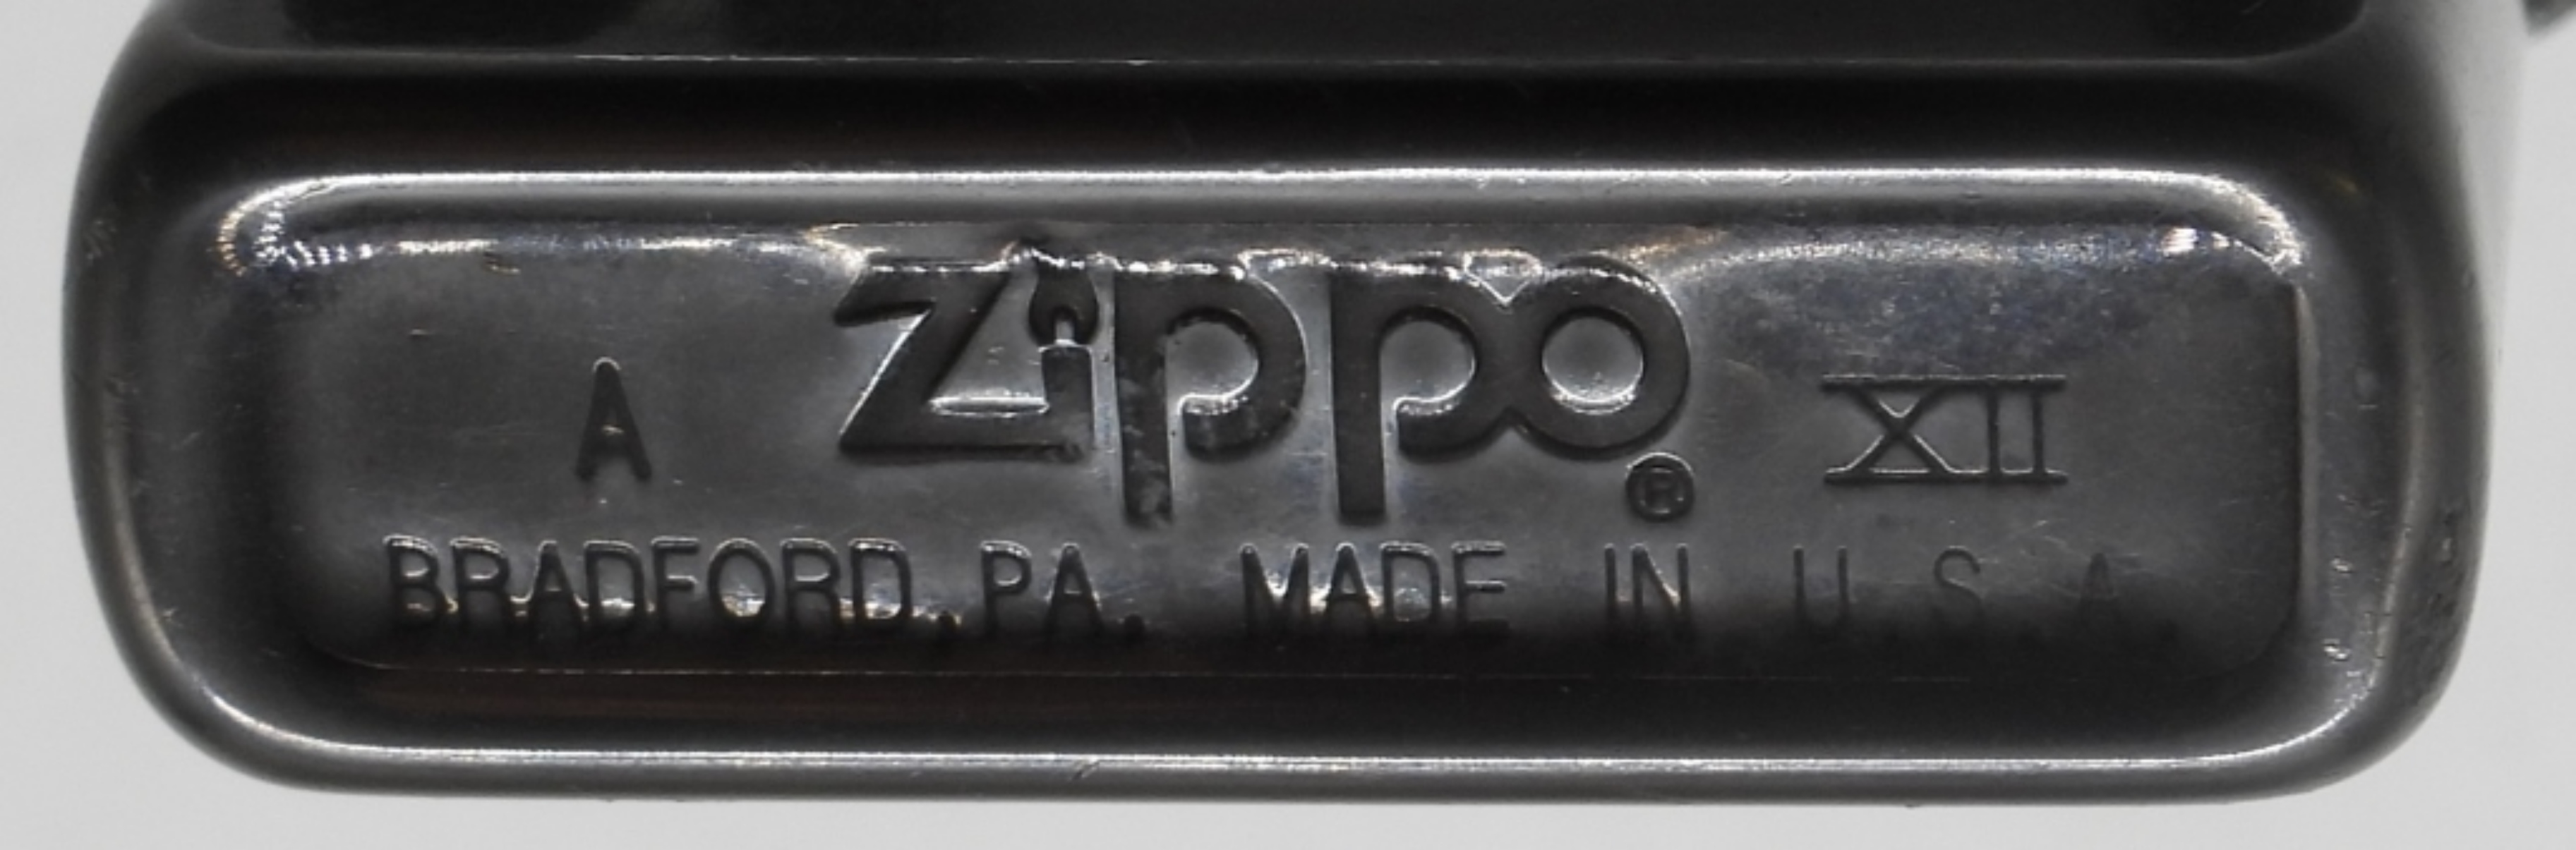 A Zippo® XII
BRADFORD, PA. MADE IN U.S.A.